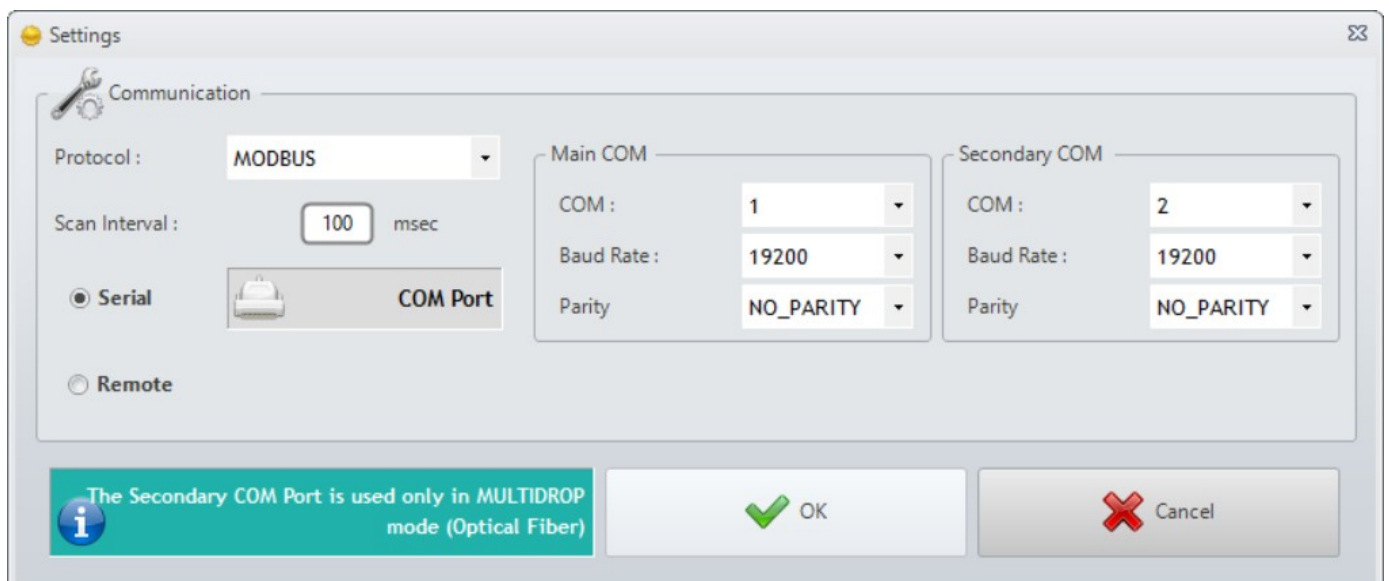 Settings
Communication
Protocol :
MODBUS
Scan Interval :
100
msec
Serial
COM Port
Remote
Main COM
COM :
1
Baud Rate :
19200
Parity
NO_PARITY
Secondary COM
COM :
2
Baud Rate :
19200
Parity
NO_PARITY
The Secondary COM Port is used only in MULTIDROP
mode (Optical Fiber)
OK
Cancel